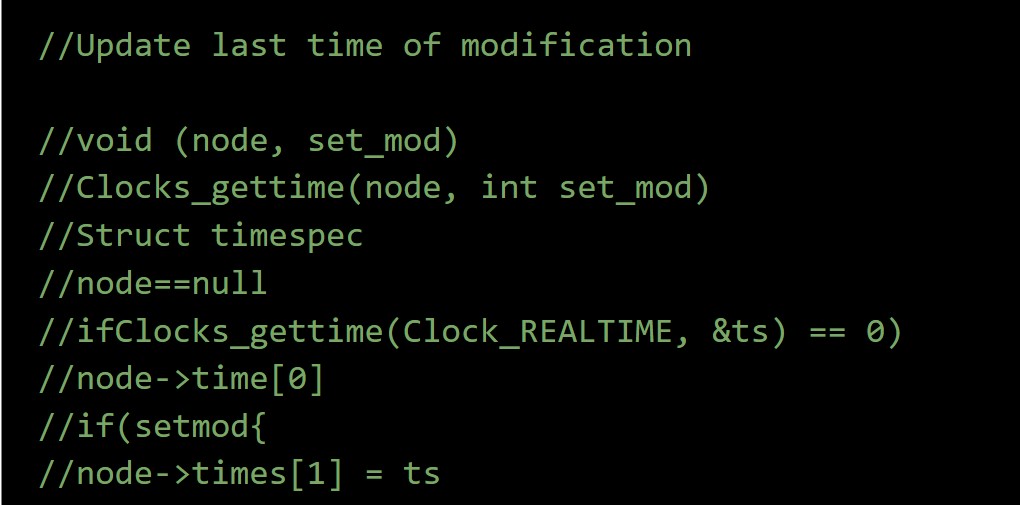 //Update last time of modification
//void (node, set_mod)
//Clocks_gettime(node, int set_mod)
//Struct timespec
//node==null
//ifClocks_gettime(Clock_REALTIME, &ts) == 0)
//node->time[0]
//if(setmod{
//node->times[1] = ts